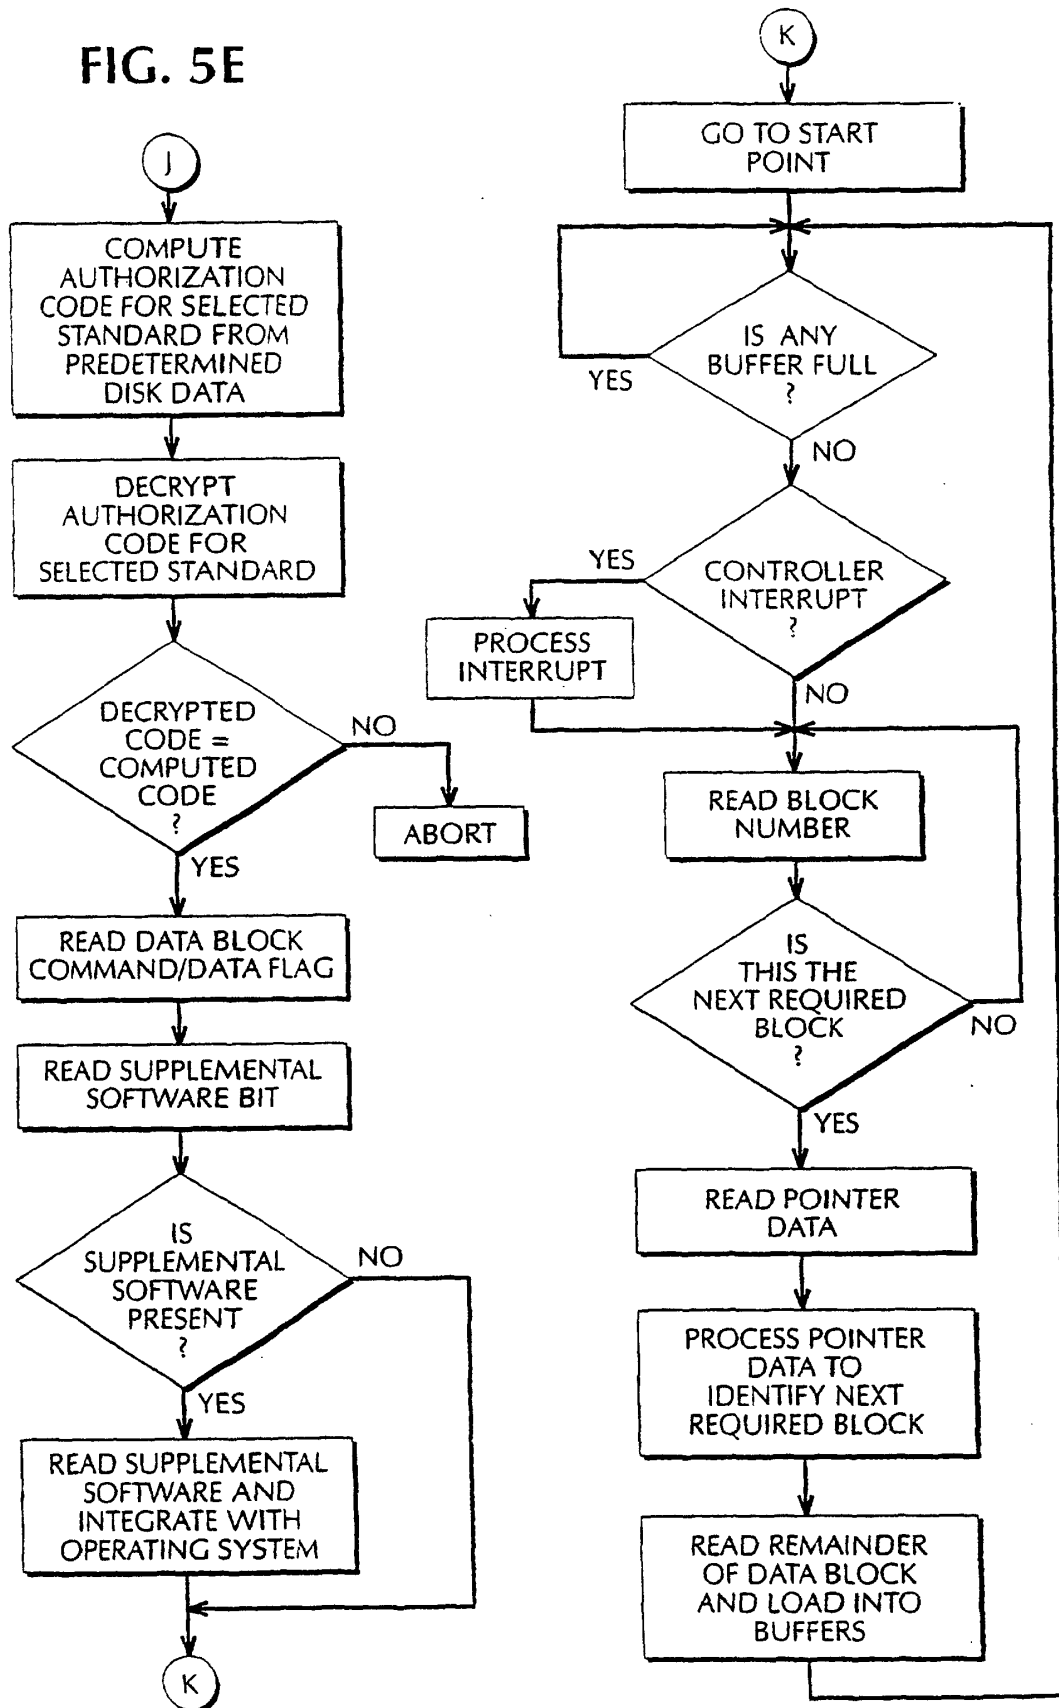 FIG. 5E
J
COMPUTE
AUTHORIZATION
CODE FOR SELECTED
STANDARD FROM
PREDETERMINED
DISK DATA
DECRYPT
AUTHORIZATION
CODE FOR
SELECTED STANDARD
DECRYPTED
CODE =
COMPUTED
CODE
?
NO
ABORT
YES
READ DATA BLOCK
COMMAND/DATA FLAG
READ SUPPLEMENTAL
SOFTWARE BIT
IS
SUPPLEMENTAL
SOFTWARE
PRESENT
?
NO
YES
READ SUPPLEMENTAL
SOFTWARE AND
INTEGRATE WITH
OPERATING SYSTEM
K
K
GO TO START
POINT
IS ANY
BUFFER FULL
?
YES
NO
CONTROLLER
INTERRUPT
?
YES
PROCESS
INTERRUPT
NO
READ BLOCK
NUMBER
IS
THIS THE
NEXT REQUIRED
BLOCK
?
NO
YES
READ POINTER
DATA
PROCESS POINTER
DATA TO
IDENTIFY NEXT
REQUIRED BLOCK
READ REMAINDER
OF DATA BLOCK
AND LOAD INTO
BUFFERS